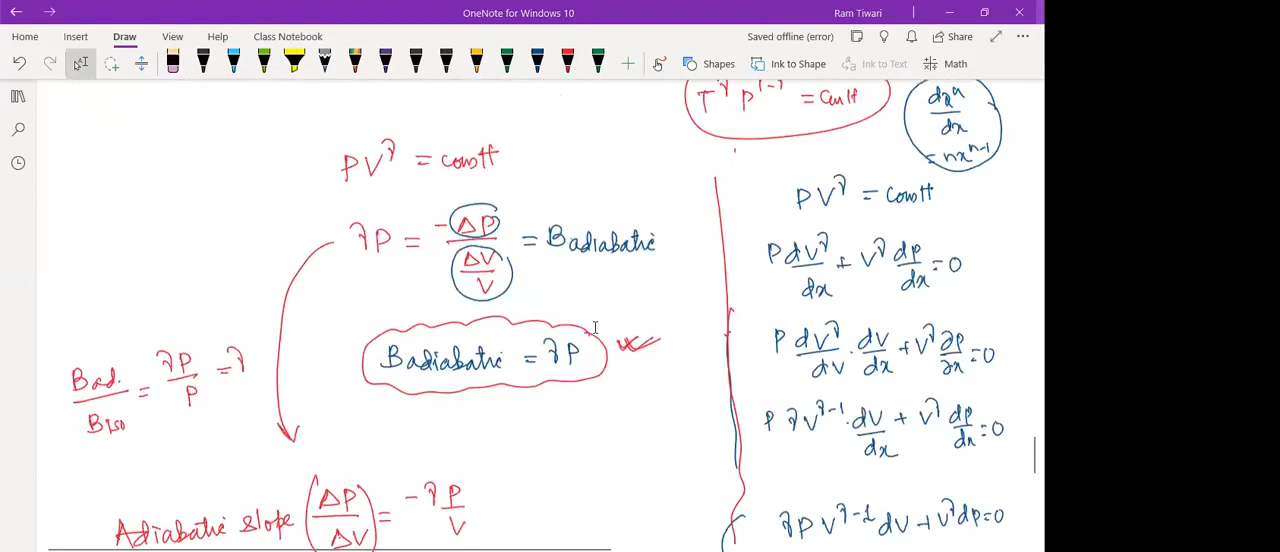 OneNote for Windows 10
Ram Tiwari
Home Insert Draw View Help Class Notebook
Saved offline (error) Share
Shapes Ink to Shape Ink to Text Math
T^γ P^1-γ = Const
dx^n/dx = nx^n-1
PV^γ = constt
γP = -ΔP/(ΔV/V) = Badiabatic
Badiabatic = γP
Bad./Biso = γP/P = γ
Adiabatic slope (ΔP/ΔV) = -γP/V
PV^γ = Constt
P dV^γ/dx + V^γ dp/dx = 0
P dV^γ/dV . dV/dx + V^γ ∂p/∂x = 0
P γV^γ-1 . dV/dx + V^γ dp/dx = 0
γPV^γ-1 dV + V^γ dp = 0